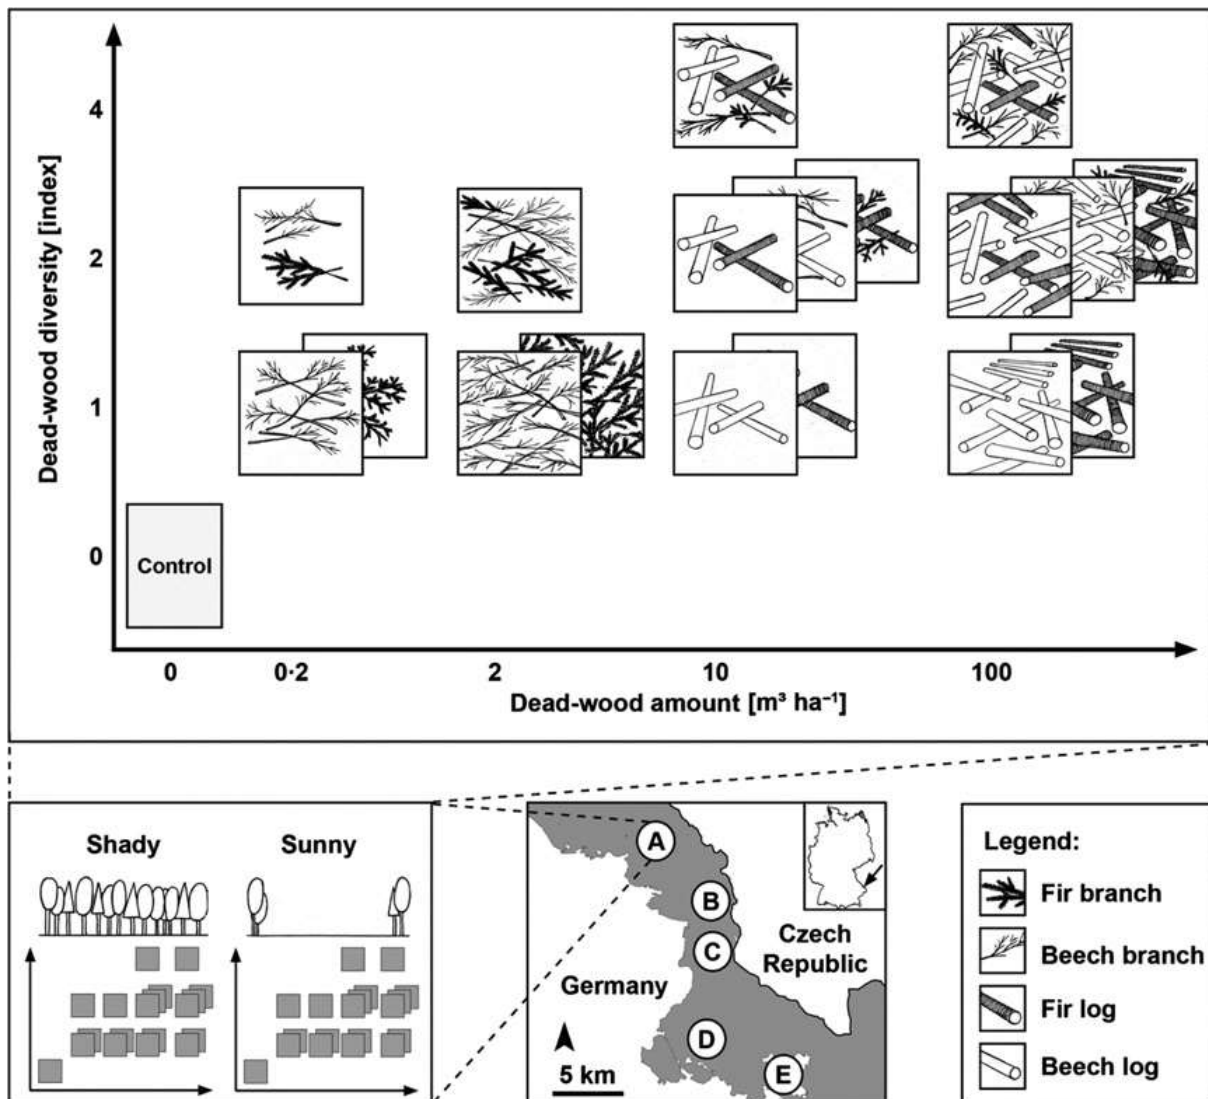 Dead-wood diversity [index]
4
2
1
0
Control
0
0·2
2
10
100
Dead-wood amount [m³ ha⁻¹]
Shady
Sunny
A
B
C
D
E
Czech
Republic
Germany
5 km
Legend:
Fir branch
Beech branch
Fir log
Beech log